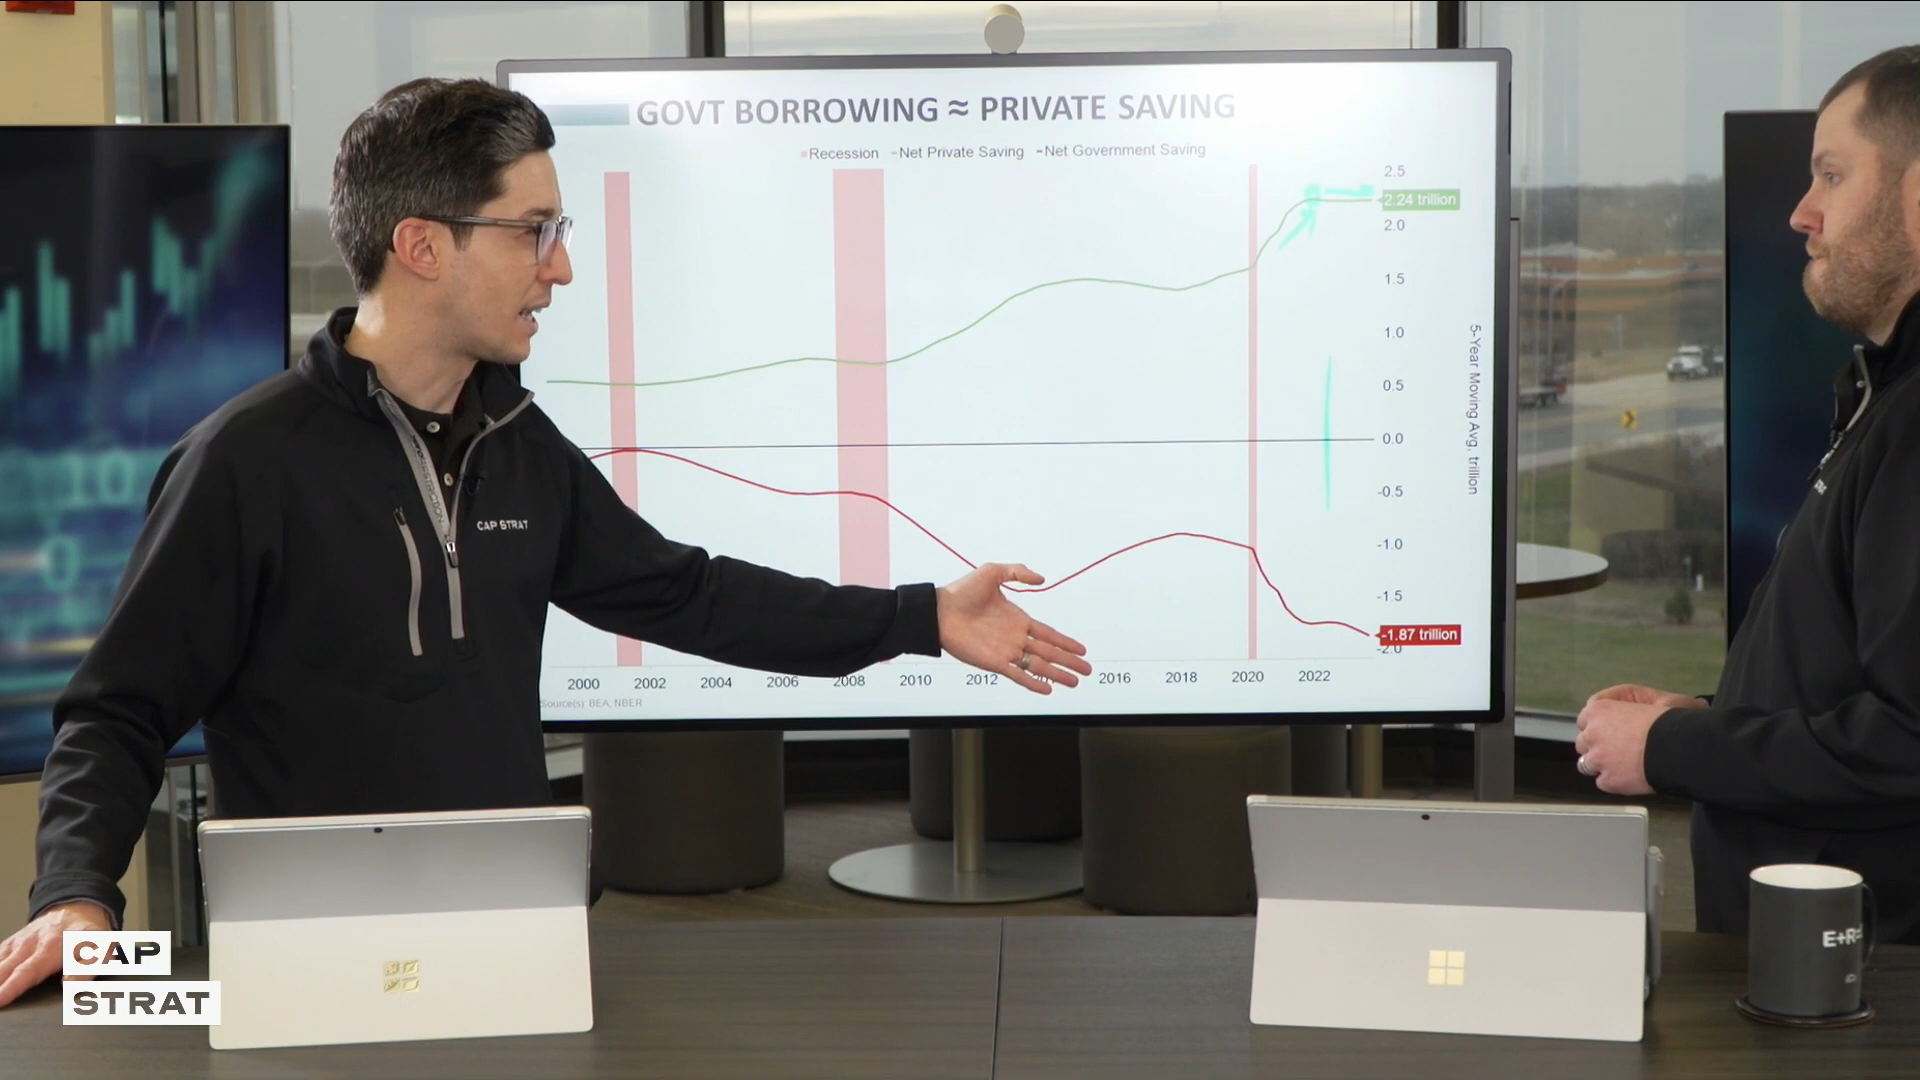 GOVT BORROWING ≈ PRIVATE SAVING
Recession Net Private Saving Net Government Saving
2.5
2.24 trillion
2.0
1.5
1.0
0.5
0.0
-0.5
-1.0
-1.5
-1.87 trillion
-2.0
5-Year Moving Avg, trillion
2000 2002 2004 2006 2008 2010 2012 2016 2018 2020 2022
Source(s): BEA, NBER
CAP STRAT
E+R=
CAP
STRAT